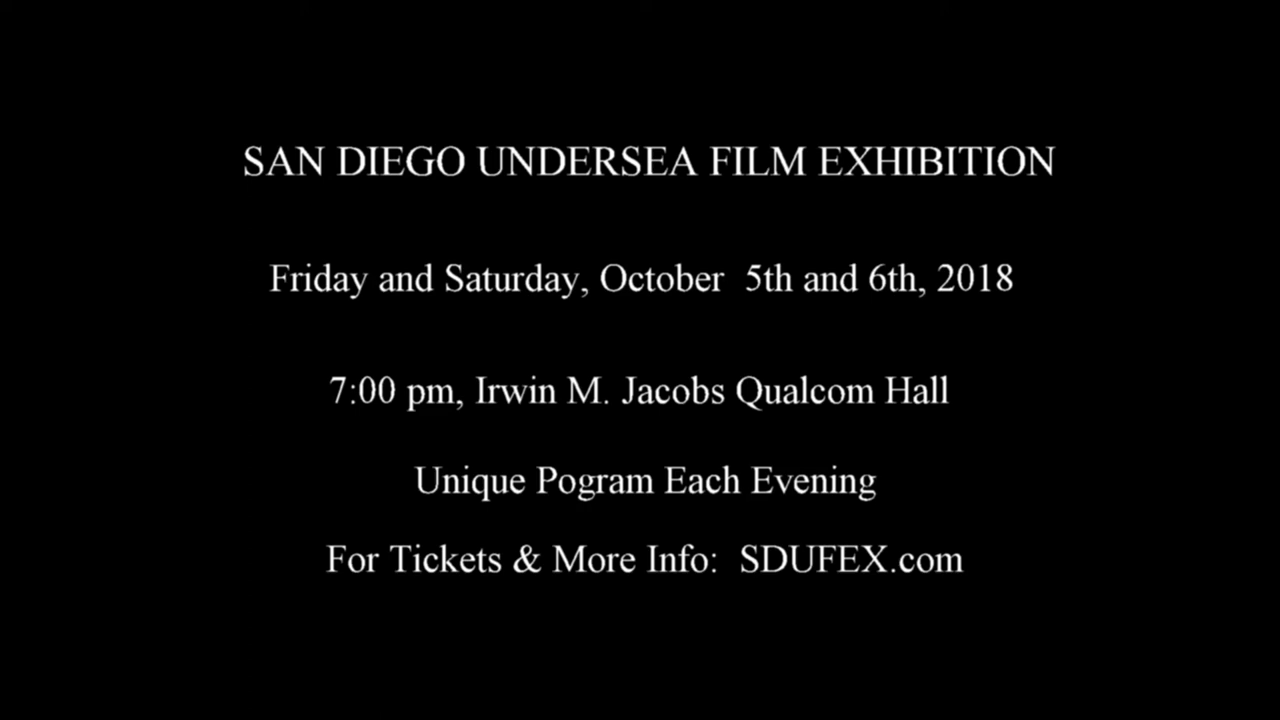 SAN DIEGO UNDERSEA FILM EXHIBITION
Friday and Saturday, October  5th and 6th, 2018
7:00 pm, Irwin M. Jacobs Qualcom Hall
Unique Pogram Each Evening
For Tickets & More Info:  SDUFEX.com